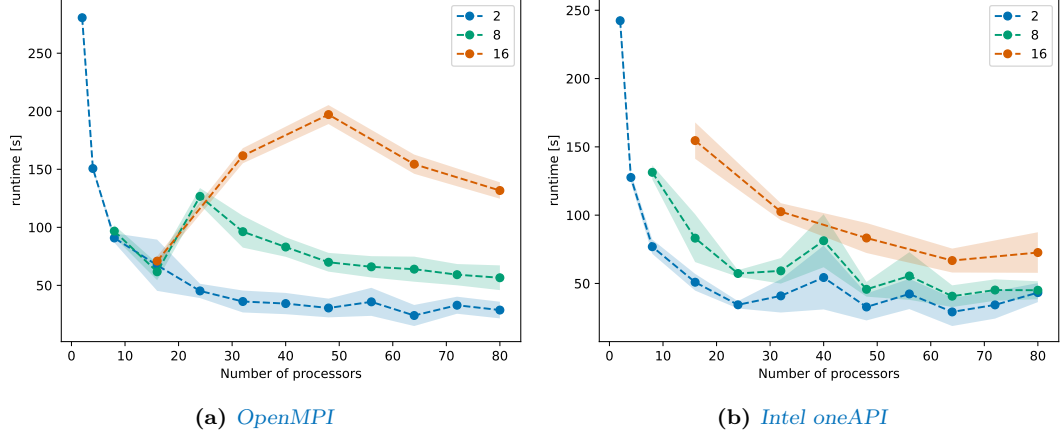 250
200
150
100
50
runtime [s]
0 10 20 30 40 50 60 70 80
Number of processors
2
8
16
(a) OpenMPI
250
200
150
100
50
runtime [s]
0 10 20 30 40 50 60 70 80
Number of processors
2
8
16
(b) Intel oneAPI